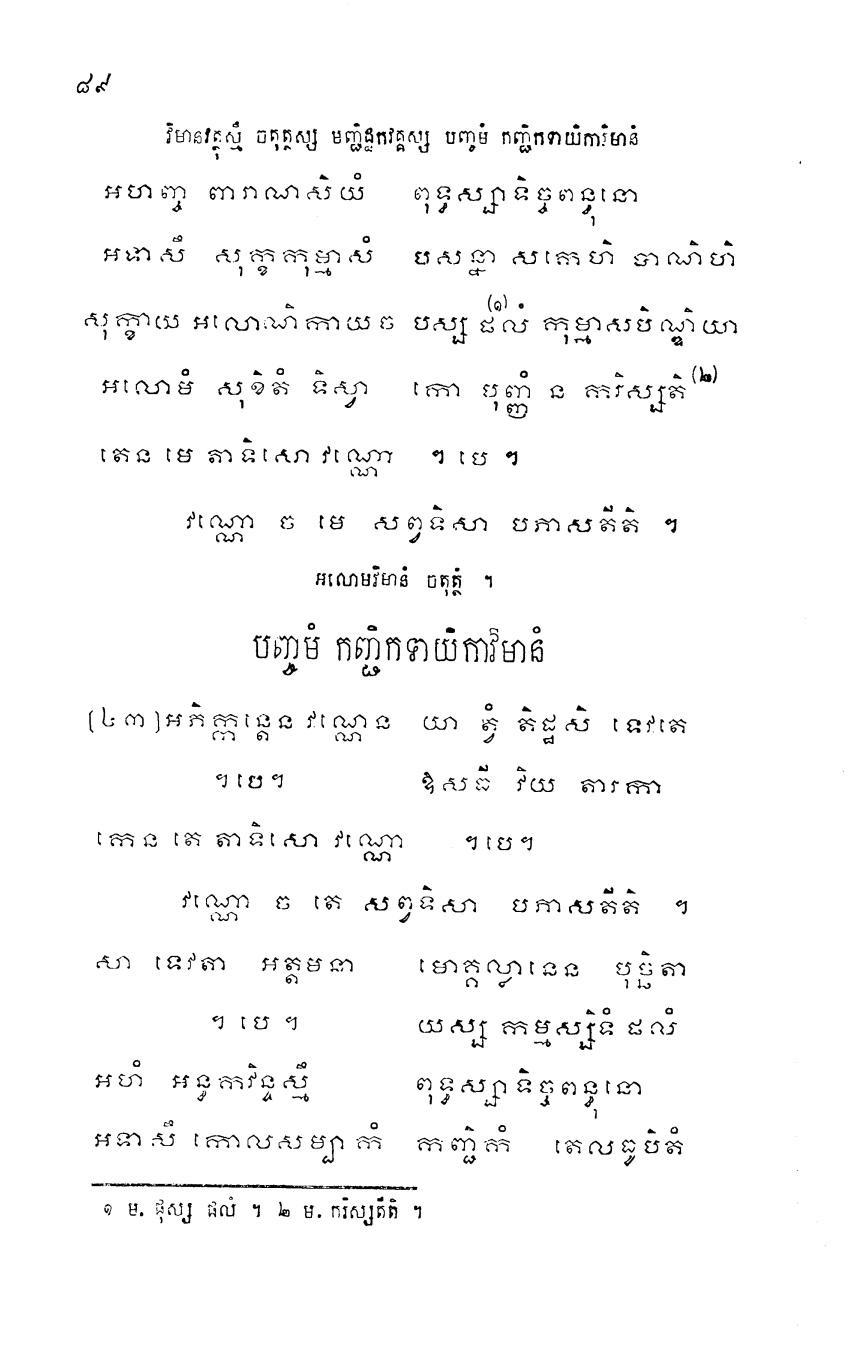 ៨៩
វិមានវត្ថុស្មឹ ចតុត្ថស្ស មញ្ជិដ្ឋកវគ្គស្ស បញ្ចមំ កញ្ជិកទាយិការិមានំ
អហញ្ច ពារាណសិយំ ពុទ្ធស្សាទិច្ចពន្ធុនោ
អទាសឹ សុក្ខកុម្មាសំ បសន្នា សកេហិ បាណិហិ
សុក្ខាយ អលោណិកាយ ច បស្ស ផលំ(១) កុម្មាសបិណ្ឌិយា
អលោមំ សុខិតំ ទិស្វា កោ បុញ្ញំ ន ករិស្សតិ(២)
តេន មេ តាទិសោ វណ្ណោ ។ បេ ។
វណ្ណោ ច មេ សព្វទិសា បភាសតីតិ ។
អលោមវិមានំ ចតុត្ថំ ។
បញ្ចមំ កញ្ជិកទាយិកាវិមានំ
(៤៣)អភិក្កន្តេន វណ្ណេន យា ត្វំ តិដ្ឋសិ ទេវតេ
។បេ។ ឱសធី វិយ តារកា
កេន តេ តាទិសោ វណ្ណោ ។បេ។
វណ្ណោ ច តេ សព្វទិសា បភាសតីតិ ។
សា ទេវតា អត្តមនា មោគ្គល្លានេន បុច្ឆិតា
។ បេ ។ យស្ស កម្មស្សិទំ ផលំ
អហំ អន្ធកវិន្ទស្មឹ ពុទ្ធស្សាទិច្ចពន្ធុនោ
អទាសឹ កោលសម្បាកំ កញ្ជិកំ តេលធូបិតំ
១ ម. ផុស្ស ផលំ ។ ២ ម. ករិស្សតីតិ ។